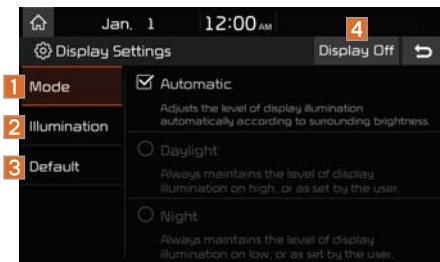 Jan. 1 12:00 AM
4
Display Settings Display Off
1 Mode
Automatic
Adjusts the level of display illumination
automatically according to surrounding brightness.
2 Illumination
Daylight
3 Default
Always maintains the level of display
illumination on high, or as set by the user.
Night
Always maintains the level of display
illumination on low, or as set by the user.